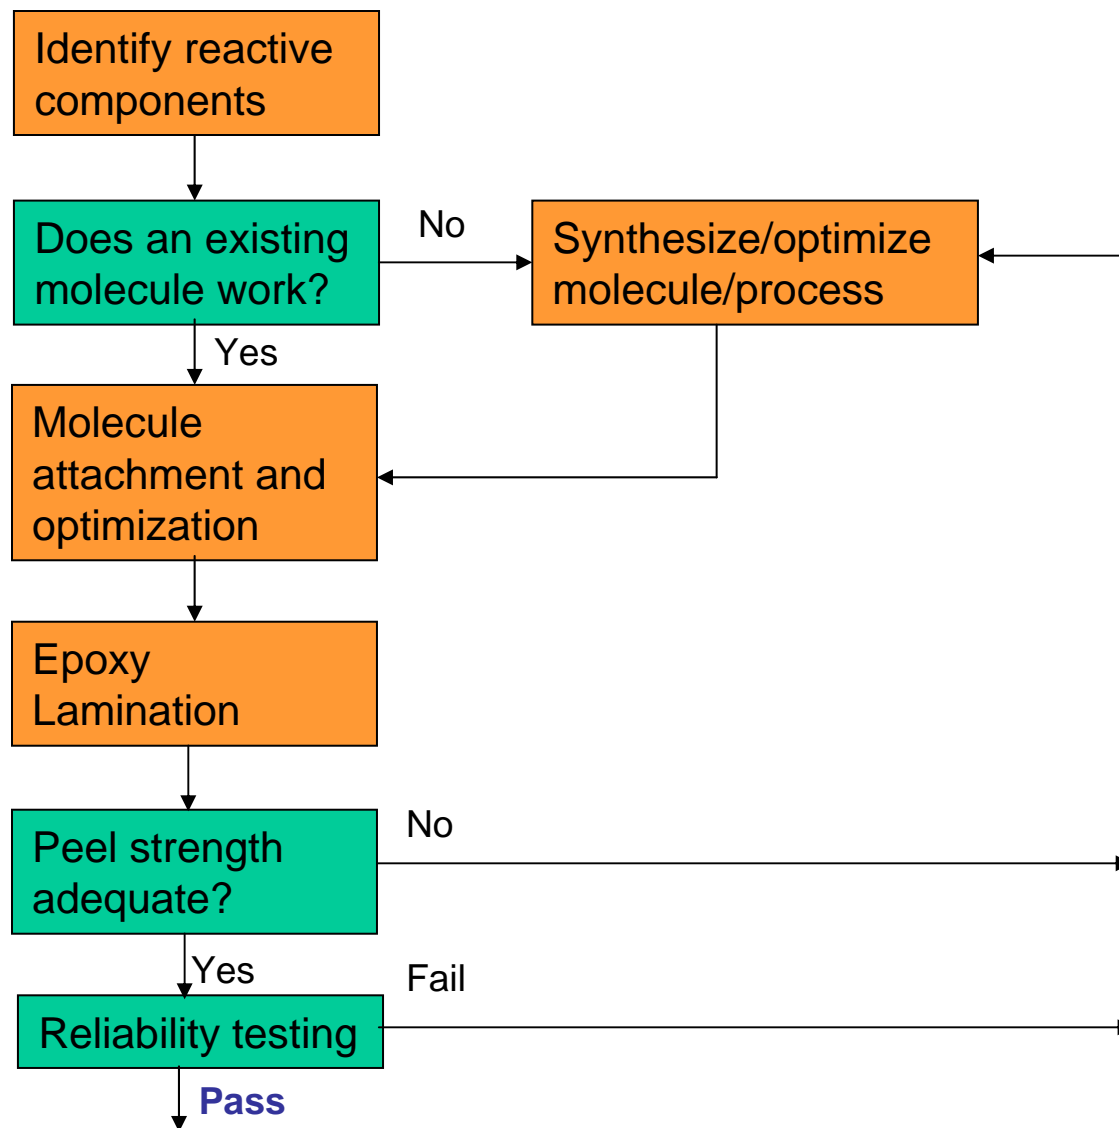 Identify reactive
components
Does an existing
molecule work?
No
Synthesize/optimize
molecule/process
Yes
Molecule
attachment and
optimization
Epoxy
Lamination
Peel strength
adequate?
No
Yes
Fail
Reliability testing
Pass